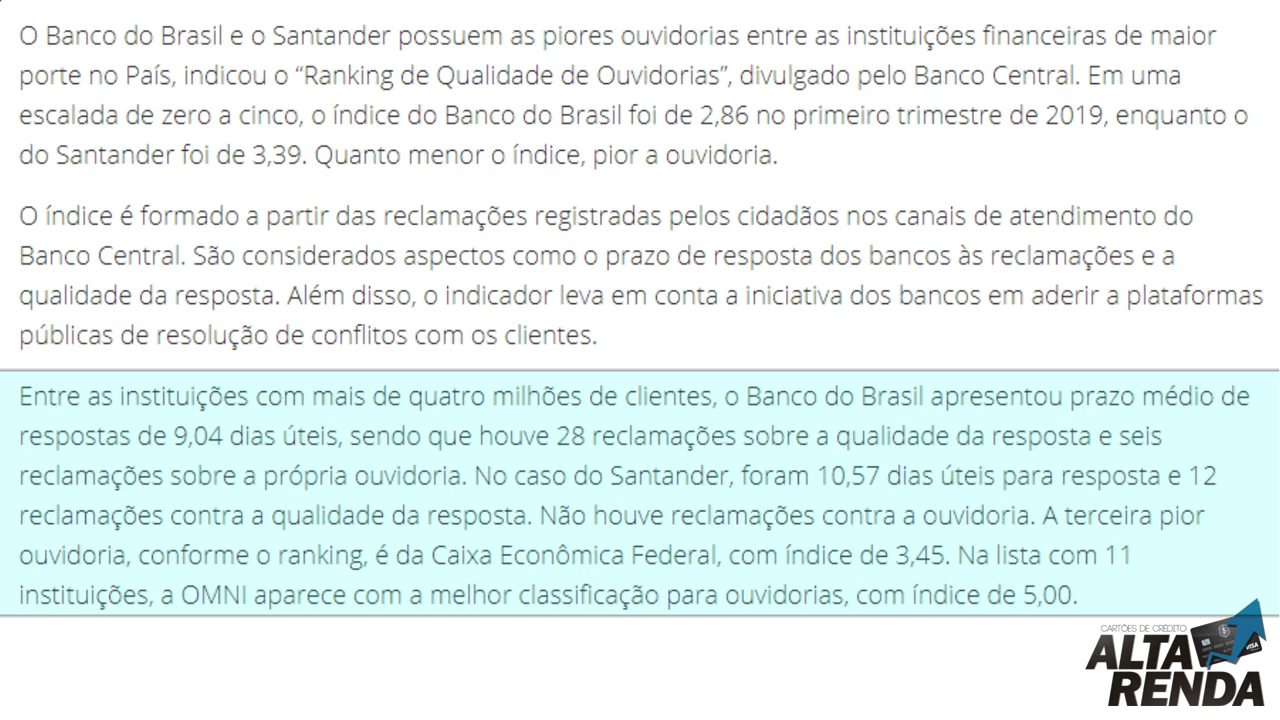 O Banco do Brasil e o Santander possuem as piores ouvidorias entre as instituições financeiras de maior
porte no País, indicou o “Ranking de Qualidade de Ouvidorias”, divulgado pelo Banco Central. Em uma
escalada de zero a cinco, o índice do Banco do Brasil foi de 2,86 no primeiro trimestre de 2019, enquanto o
do Santander foi de 3,39. Quanto menor o índice, pior a ouvidoria.
O índice é formado a partir das reclamações registradas pelos cidadãos nos canais de atendimento do
Banco Central. São considerados aspectos como o prazo de resposta dos bancos às reclamações e a
qualidade da resposta. Além disso, o indicador leva em conta a iniciativa dos bancos em aderir a plataformas
públicas de resolução de conflitos com os clientes.
Entre as instituições com mais de quatro milhões de clientes, o Banco do Brasil apresentou prazo médio de
respostas de 9,04 dias úteis, sendo que houve 28 reclamações sobre a qualidade da resposta e seis
reclamações sobre a própria ouvidoria. No caso do Santander, foram 10,57 dias úteis para resposta e 12
reclamações contra a qualidade da resposta. Não houve reclamações contra a ouvidoria. A terceira pior
ouvidoria, conforme o ranking, é da Caixa Econômica Federal, com índice de 3,45. Na lista com 11
instituições, a OMNI aparece com a melhor classificação para ouvidorias, com índice de 5,00.
CARTÕES DE CRÉDITO
ALTA
RENDA
VISA